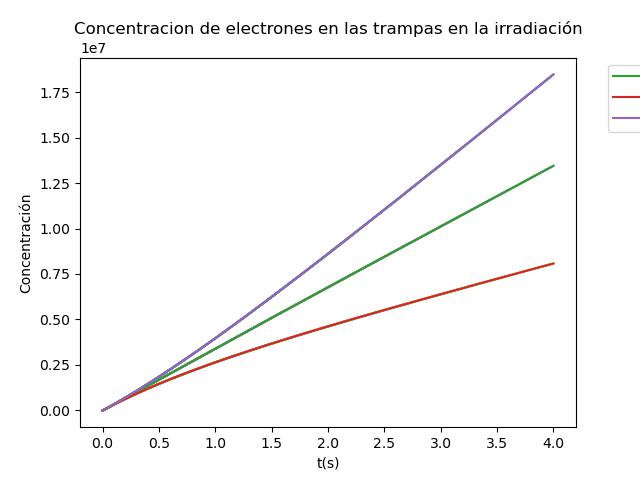 Concentracion de electrones en las trampas en la irradiación
1e7
1.75
1.50
1.25
1.00
0.75
0.50
0.25
0.00
Concentración
0.0 0.5 1.0 1.5 2.0 2.5 3.0 3.5 4.0
t(s)